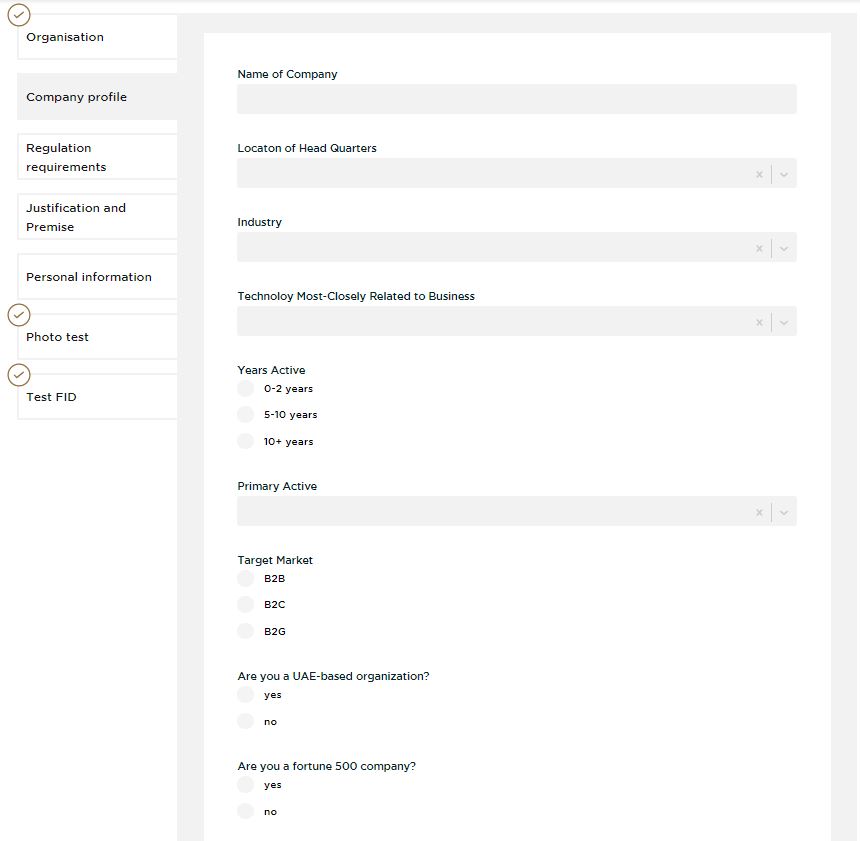 Organisation
Company profile
Regulation
requirements
Justification and
Premise
Personal information
Photo test
Test FID
Name of Company
Locaton of Head Quarters
Industry
Technoloy Most-Closely Related to Business
Years Active
0-2 years
5-10 years
10+ years
Primary Active
Target Market
B2B
B2C
B2G
Are you a UAE-based organization?
yes
no
Are you a fortune 500 company?
yes
no